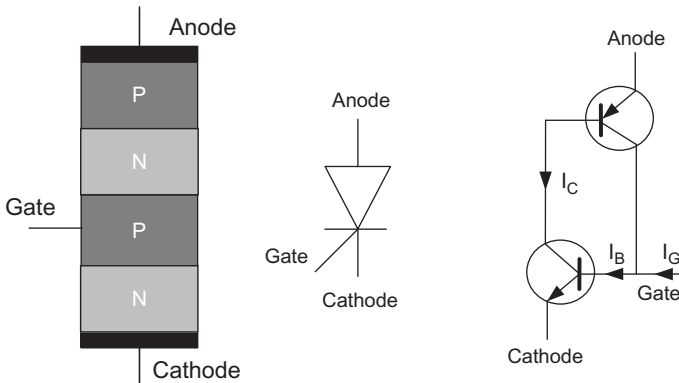 Anode
P
N
Gate
P
N
Cathode
Anode
Gate
Cathode
Anode
I_C
I_B
I_G
Gate
Cathode